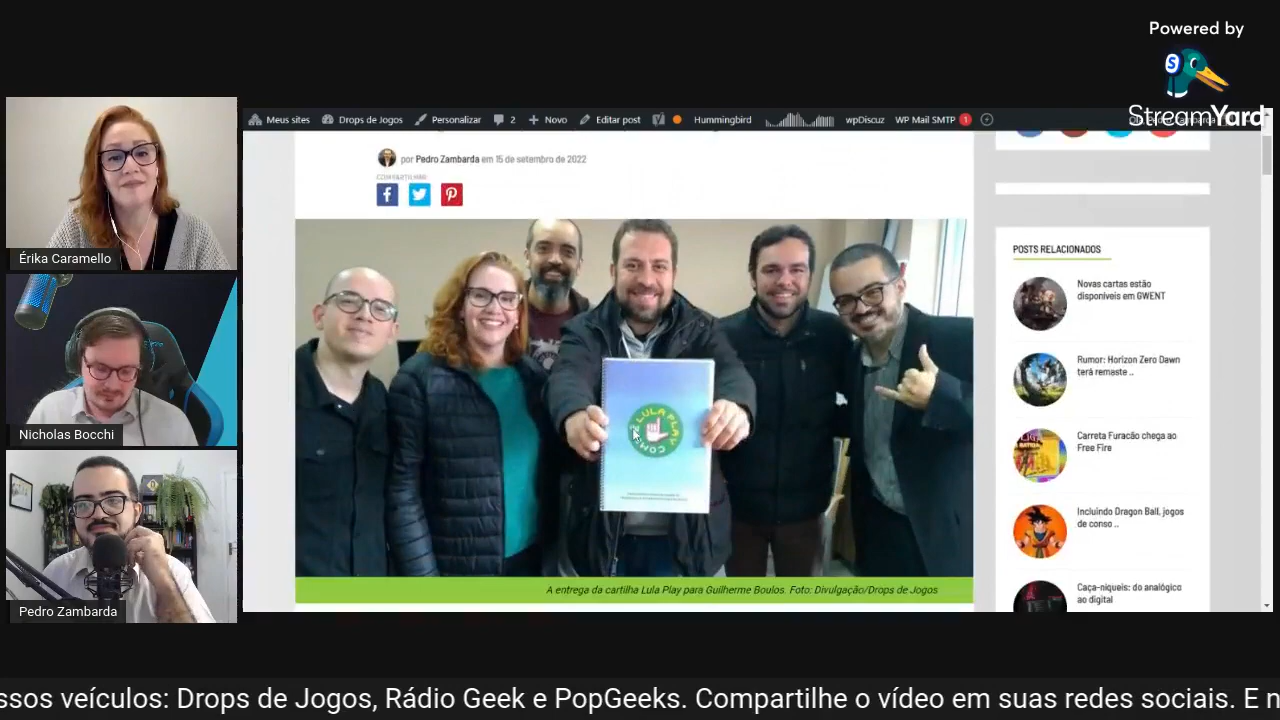 Powered by
StreamYard
Meus sites Drops de Jogos Personalizar 2 Novo Editar post Hummingbird wpDiscuz WP Mail SMTP 1
por Pedro Zambarda em 15 de setembro de 2022
COMPARTILHE
Érika Caramello
Nicholas Bocchi
Pedro Zambarda
COMS 2 LULA PLAY
A entrega da cartilha Lula Play para Guilherme Boulos. Foto: Divulgação/Drops de Jogos
POSTS RELACIONADOS
Novas cartas estão
disponíveis em GWENT
Rumor: Horizon Zero Dawn
terá remaste ..
Carreta Furacão chega ao
Free Fire
Incluindo Dragon Ball, jogos
de conso ..
Caça-níqueis: do analógico
ao digital
ssos veículos: Drops de Jogos, Rádio Geek e PopGeeks. Compartilhe o vídeo em suas redes sociais. E n